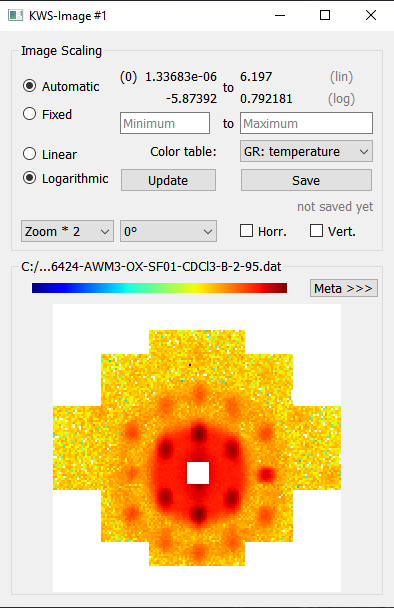 KWS-Image #1
Image Scaling
Automatic
(0) 1.33683e-06 to 6.197 (lin)
-5.87392 0.792181 (log)
Fixed
Minimum to Maximum
Linear
Color table: GR: temperature
Logarithmic
Update
Save
not saved yet
Zoom * 2
0º
Horr.
Vert.
C:/...6424-AWM3-OX-SF01-CDCl3-B-2-95.dat
Meta >>>